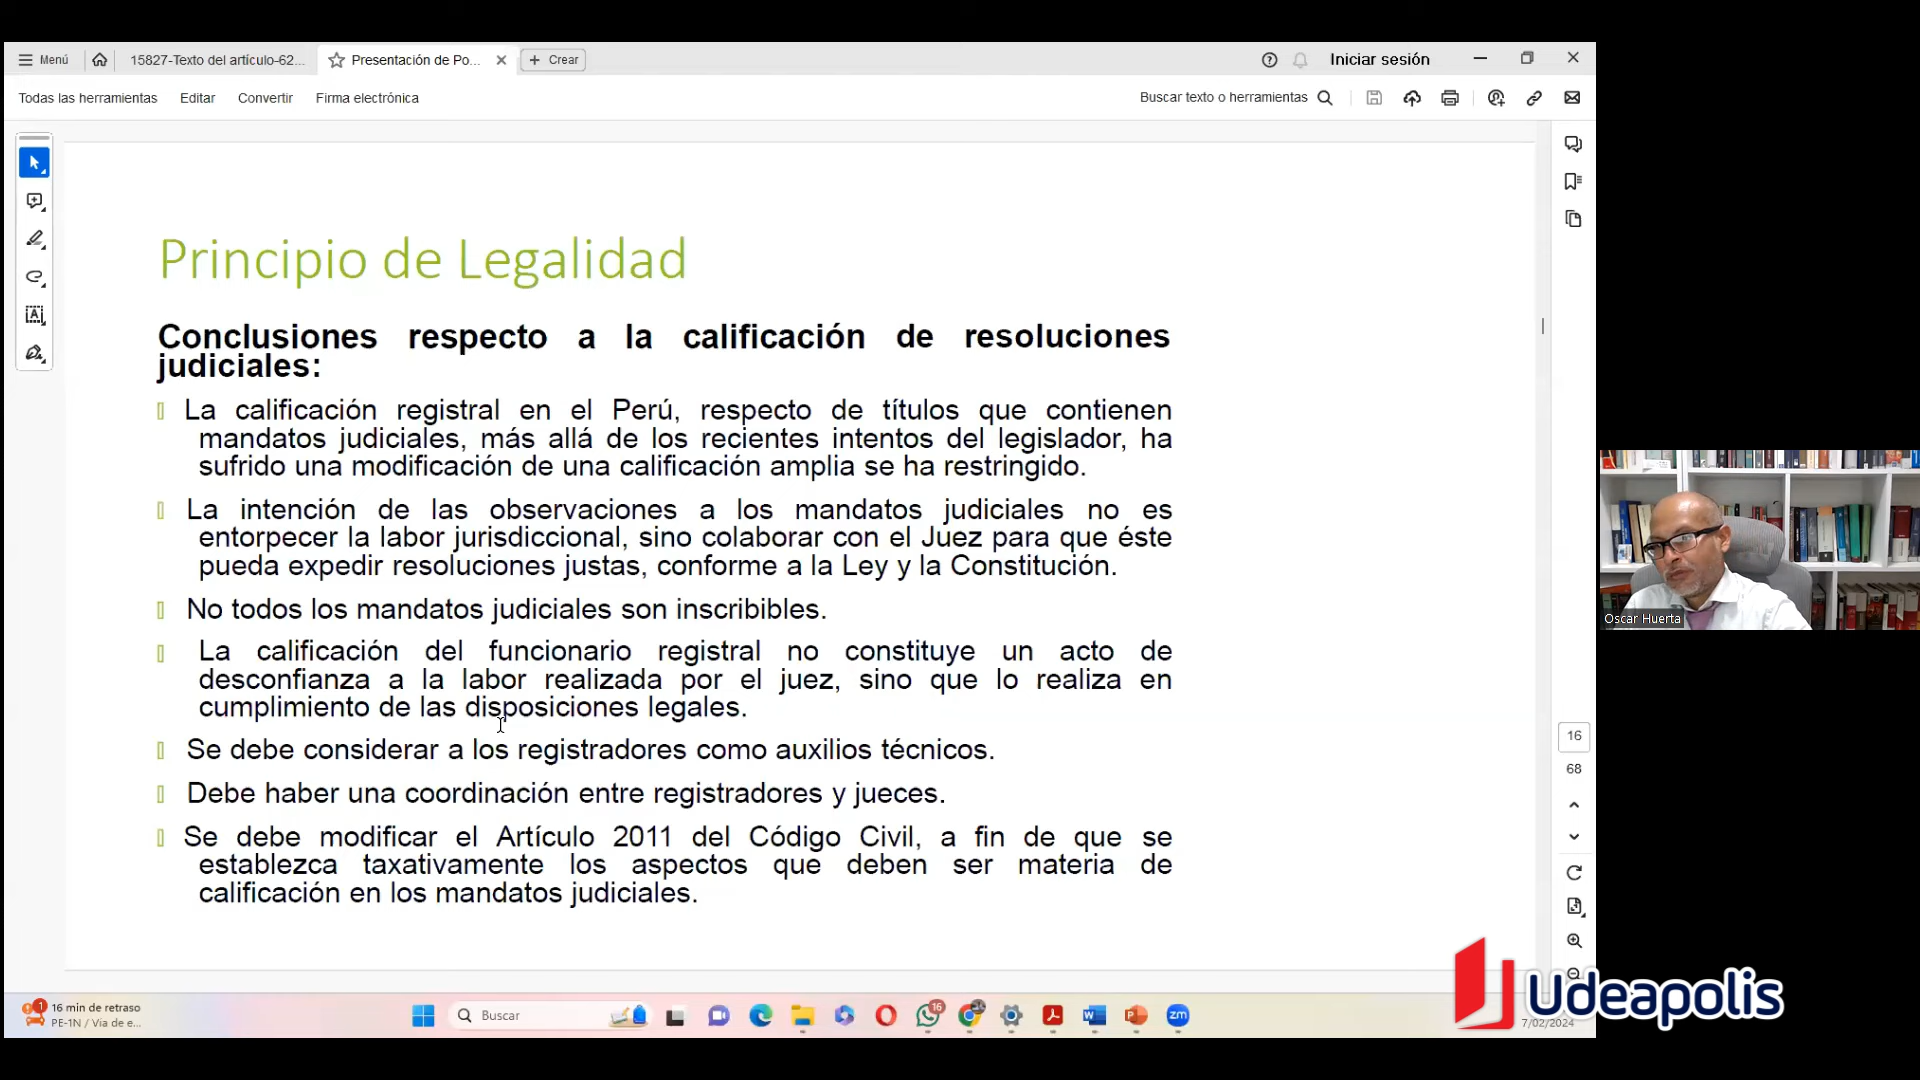 Menú
15827-Texto del artículo-62...
Presentación de Po...
Crear
Iniciar sesión
Todas las herramientas
Editar
Convertir
Firma electrónica
Buscar texto o herramientas
Principio de Legalidad
Conclusiones respecto a la calificación de resoluciones
judiciales:
La calificación registral en el Perú, respecto de títulos que contienen
mandatos judiciales, más allá de los recientes intentos del legislador, ha
sufrido una modificación de una calificación amplia se ha restringido.
La intención de las observaciones a los mandatos judiciales no es
entorpecer la labor jurisdiccional, sino colaborar con el Juez para que éste
pueda expedir resoluciones justas, conforme a la Ley y la Constitución.
No todos los mandatos judiciales son inscribibles.
La calificación del funcionario registral no constituye un acto de
desconfianza a la labor realizada por el juez, sino que lo realiza en
cumplimiento de las disposiciones legales.
Se debe considerar a los registradores como auxilios técnicos.
Debe haber una coordinación entre registradores y jueces.
Se debe modificar el Artículo 2011 del Código Civil, a fin de que se
establezca taxativamente los aspectos que deben ser materia de
calificación en los mandatos judiciales.
Oscar Huerta
16
68
1
16 min de retraso
PE-1N / Vía de e...
Buscar
16
zm
Udeapolis
7/02/2024